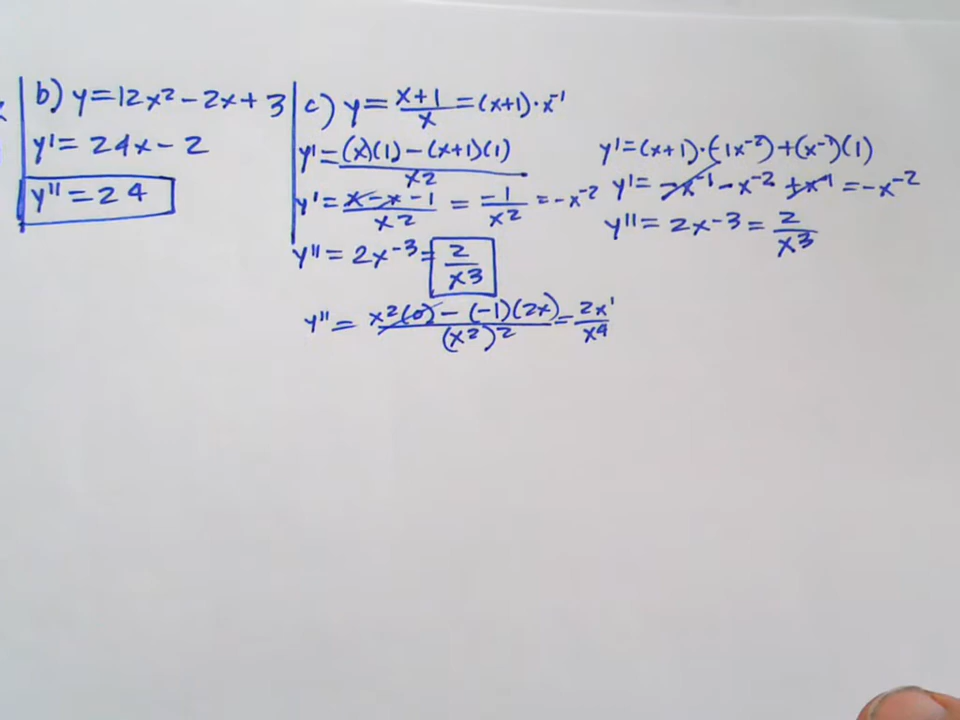 b) y=12x²-2x+3
y'=24x-2
y''=24
c) y=x+1/x=(x+1)·x⁻¹
y'=(x)(1)-(x+1)(1)/x²
y'=x-x-1/x²=-1/x²=-x⁻²
y''=2x⁻³=2/x³
y''=x²(0)-(-1)(2x)/(x²)²=2x¹/x⁴
y'=(x+1)·(-1x⁻²)+(x⁻¹)(1)
y'=-x⁻¹-x⁻²+x⁻¹=-x⁻²
y''=2x⁻³=2/x³